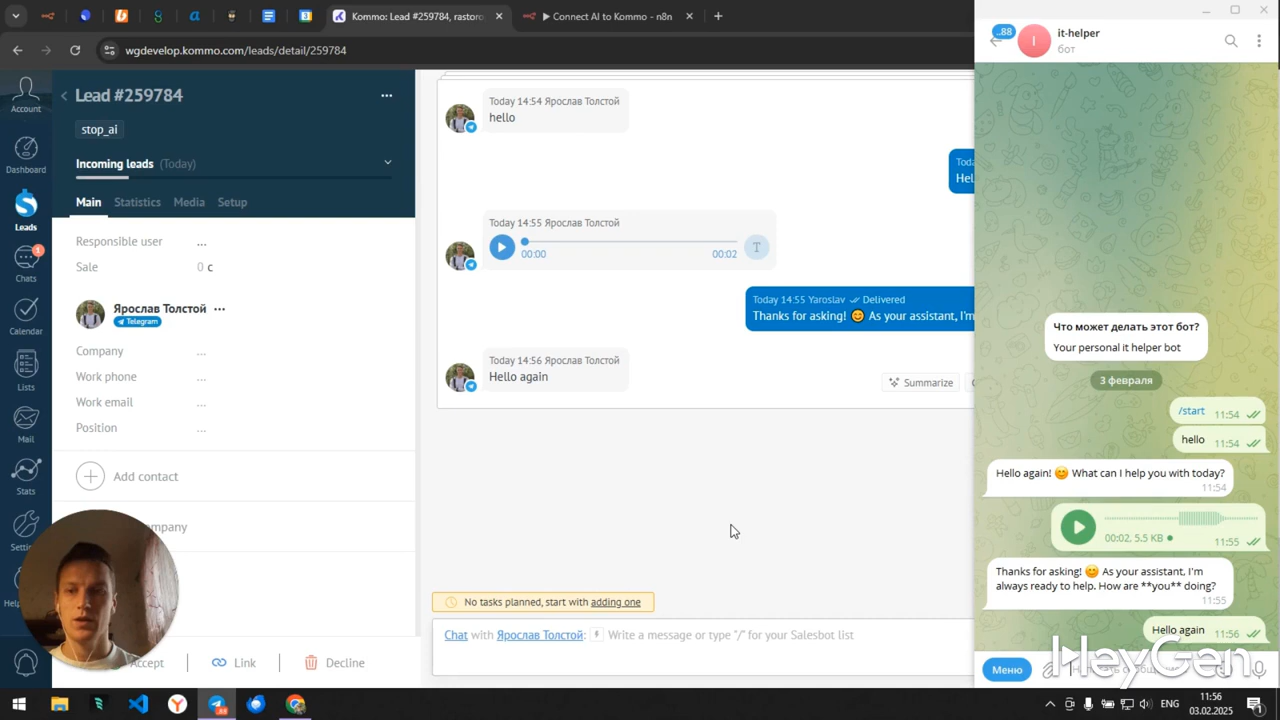 Kommo: Lead #259784, rastoro
Connect AI to Kommo - n8n
wgdevelop.kommo.com/leads/detail/259784
Account
Dashboard
Leads
Chats
1
Calendar
Lists
Mail
Stats
Lead #259784
stop_ai
Incoming leads (Today)
Main Statistics Media Setup
Responsible user ...
Sale 0 с
Ярослав Толстой ...
Telegram
Company ...
Work phone ...
Work email ...
Position ...
Add contact
Accept
Link
Decline
Today 14:54 Ярослав Толстой
hello
Today 14:55 Ярослав Толстой
00:00 00:02
T
Today 14:55 Yaroslav Delivered
Thanks for asking! 😊 As your assistant, I'm
Today 14:56 Ярослав Толстой
Hello again
Summarize
No tasks planned, start with adding one
Chat with Ярослав Толстой: Write a message or type "/" for your Salesbot list
..88
I
it-helper
бот
Что может делать этот бот?
Your personal it helper bot
3 февраля
/start 11:54
hello 11:54
Hello again! 😊 What can I help you with today?
11:54
00:02, 5.5 KB 11:55
Thanks for asking! 😊 As your assistant, I'm
always ready to help. How are **you** doing?
11:55
Hello again 11:56
Меню
HeyGen
ENG
11:56
03.02.2025
1